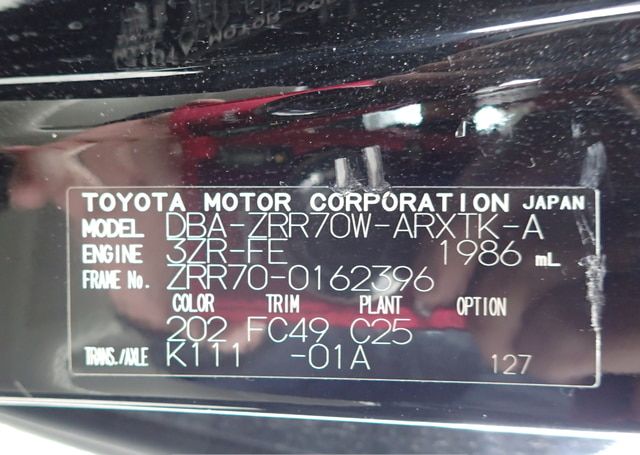 TOYOTA MOTOR CORPORATION JAPAN
MODEL DBA-ZRR70W-ARXTK-A
ENGINE 3ZR-FE 1986 mL
FRAME No. ZRR70-0162396
COLOR TRIM PLANT OPTION
202 FC49 C25
TRANS./AXLE K111 -01A 127